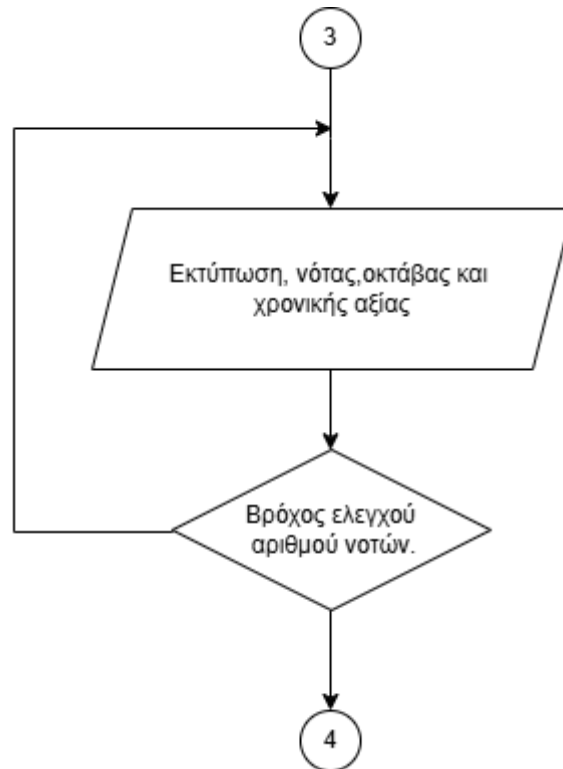 3
Εκτύπωση, νότας,οκτάβας και
χρονικής αξίας
Βρόχος ελεγχού
αριθμού νοτών.
4